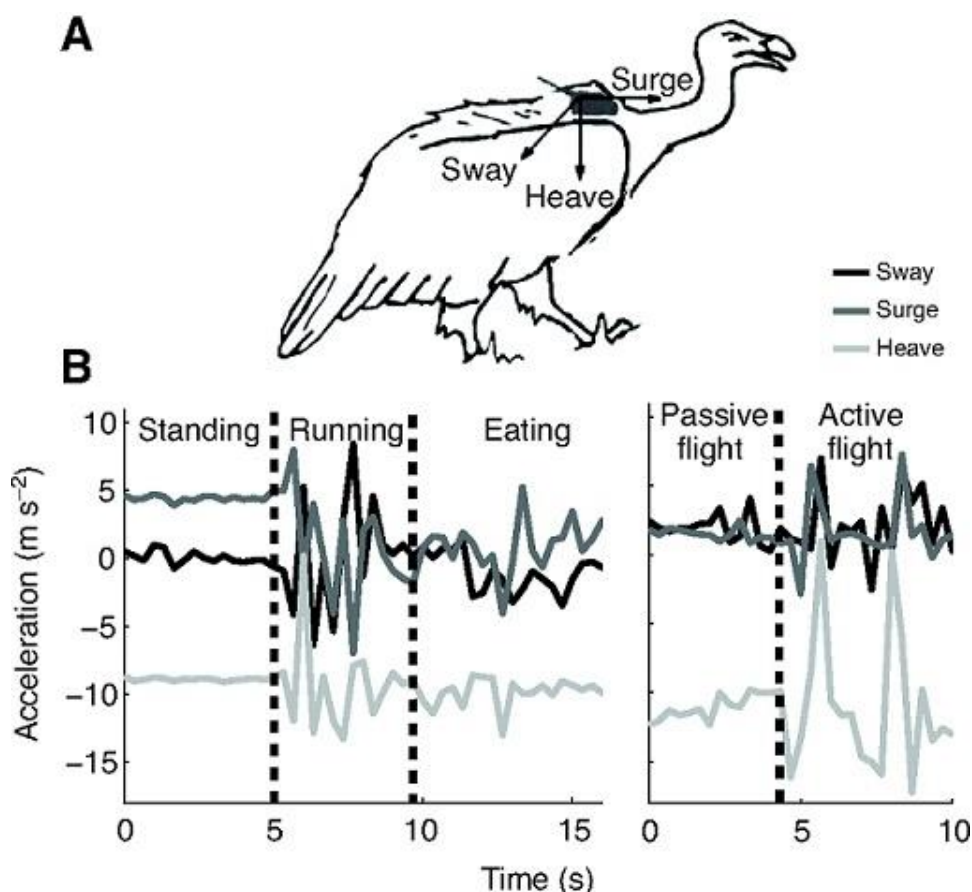 A
Surge
Sway
Heave
Sway
Surge
Heave
B
Standing
Running
Eating
Passive
flight
Active
flight
Acceleration (m s⁻²)
10
5
0
−5
−10
−15
0
5
10
15
0
5
10
Time (s)